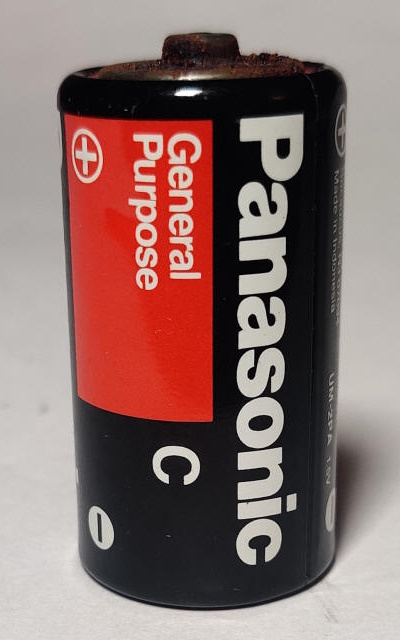 Panasonic
General
Purpose
C
Made in Indonesia
UM-2PA 1.5V